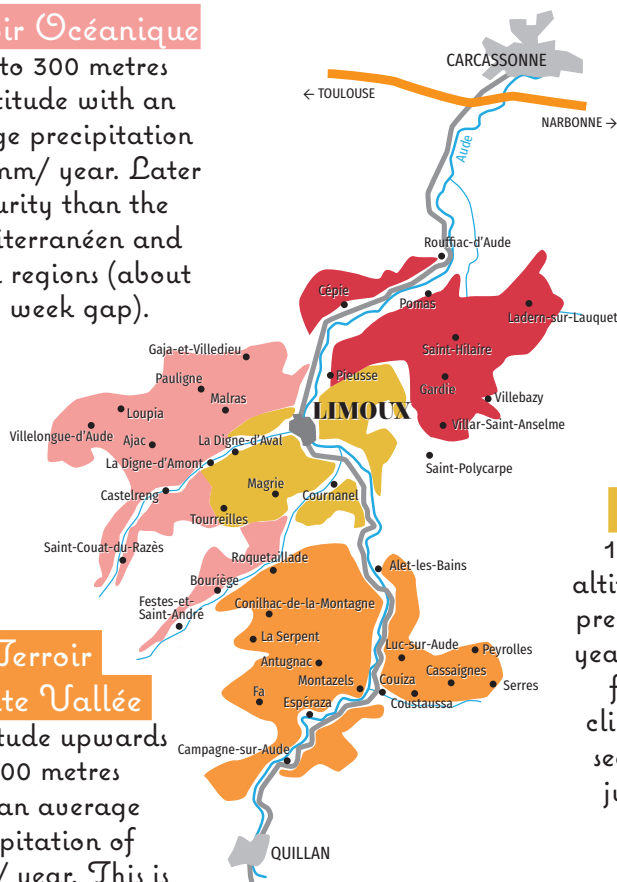 ir Océanique
to 300 metres
titude with an
ge precipitation
mm/ year. Later
urity than the
iterranéen and
regions (about
week gap).
CARCASSONNE
← TOULOUSE
NARBONNE →
Aude
Rouffiac-d'Aude
Cépie
Pomas
Ladern-sur-Lauquet
Saint-Hilaire
Gaja-et-Villedieu
Pieusse
Pauligne
Gardie
Malras
Villebazy
LIMOUX
Loupia
Villar-Saint-Anselme
Villelongue-d'Aude
Ajac
La Digne-d'Aval
La Digne-d'Amont
Saint-Polycarpe
Castelreng
Magrie
Cournanel
Tourreilles
Saint-Couat-du-Razès
Roquetaillade
Alet-les-Bains
Bouriège
Festes-et-
Saint-André
Conilhac-de-la-Montagne
La Serpent
Luc-sur-Aude
Peyrolles
Antugnac
Cassaignes
Montazels
Couiza
Serres
Fa
Espéraza
Coustaussa
Campagne-sur-Aude
QUILLAN
Terroir
te Vallée
tude upwards
00 metres
an average
pitation of
/ year. This is
1
altit
pre
yea
f
cli
se
ju